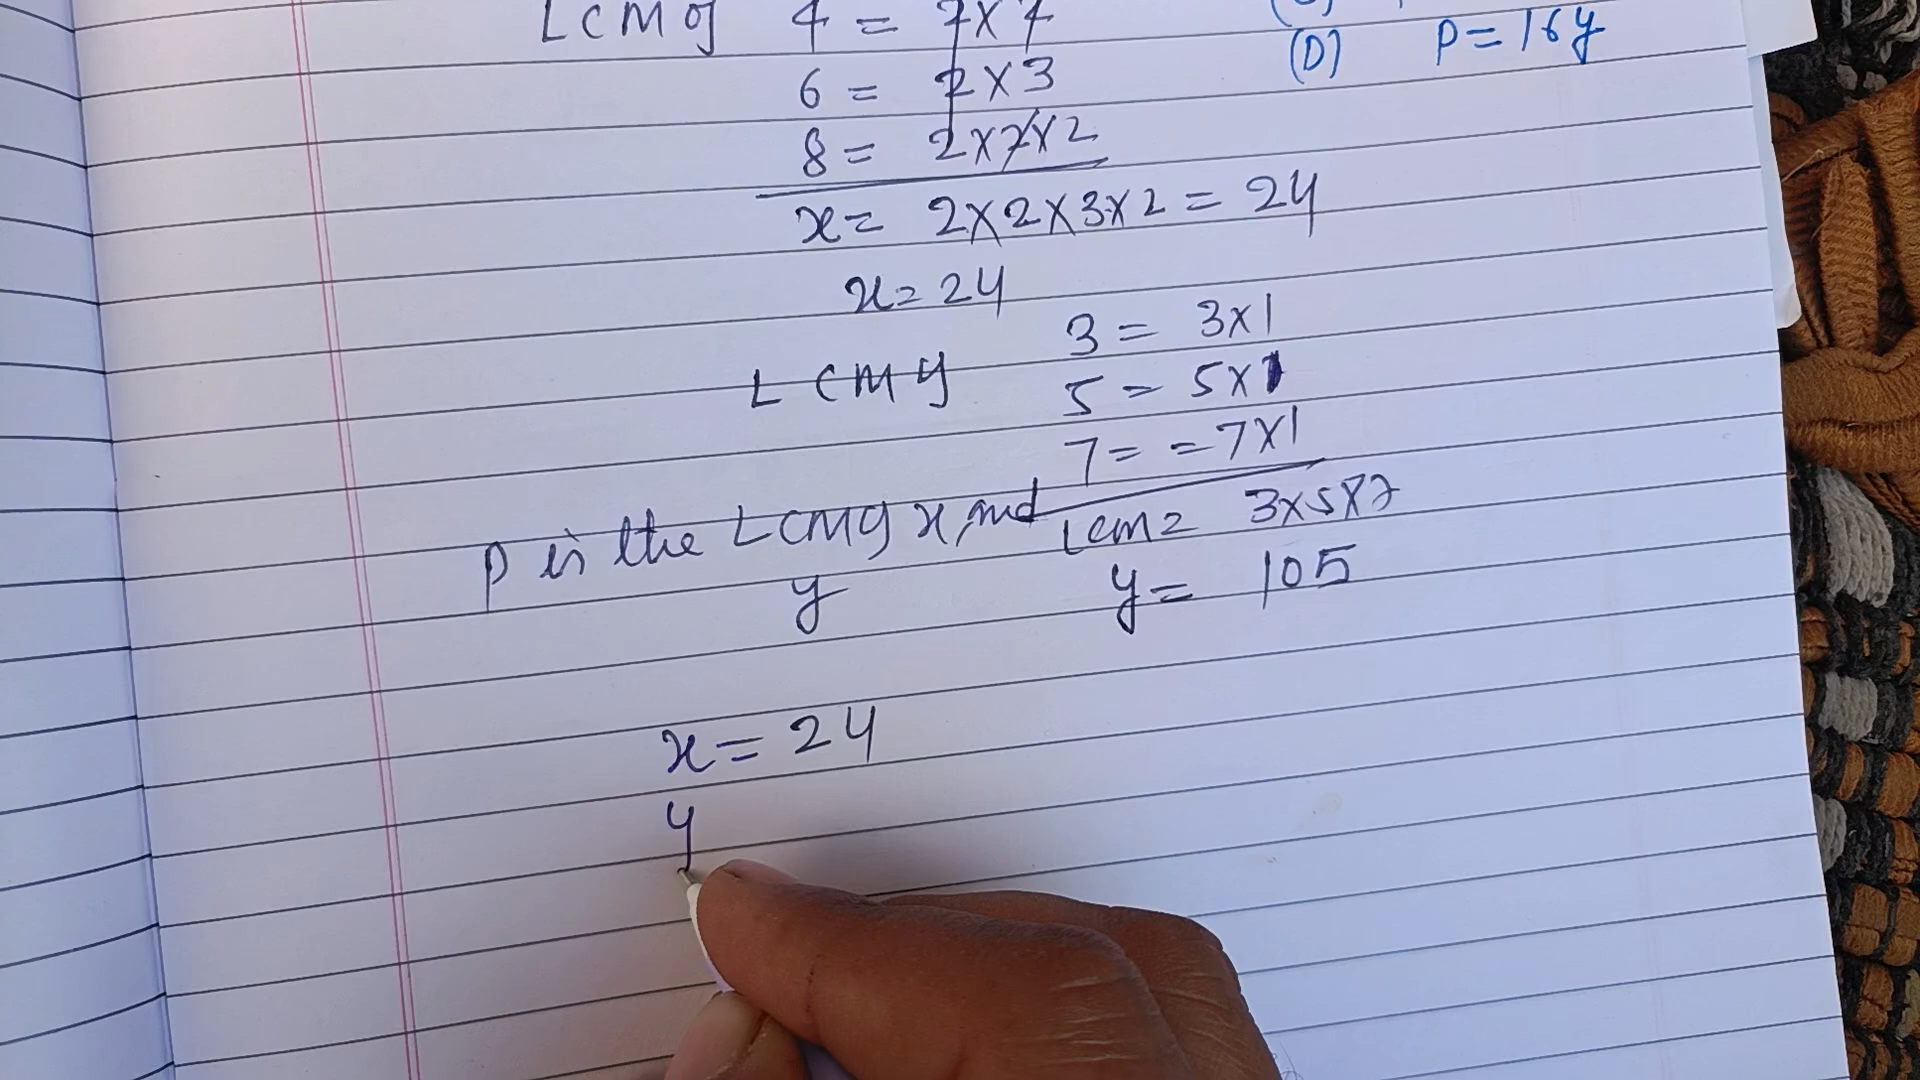 LCM of 4 = 2×2
(D) P = 16y
6 = 2×3
8 = 2×2×2
x = 2×2×3×2 = 24
x = 24
LCM of
3 = 3×1
5 = 5×1
7 = = 7×1
P is the LCM of x and
y
LCM = 3×5×7
y = 105
x = 24
y